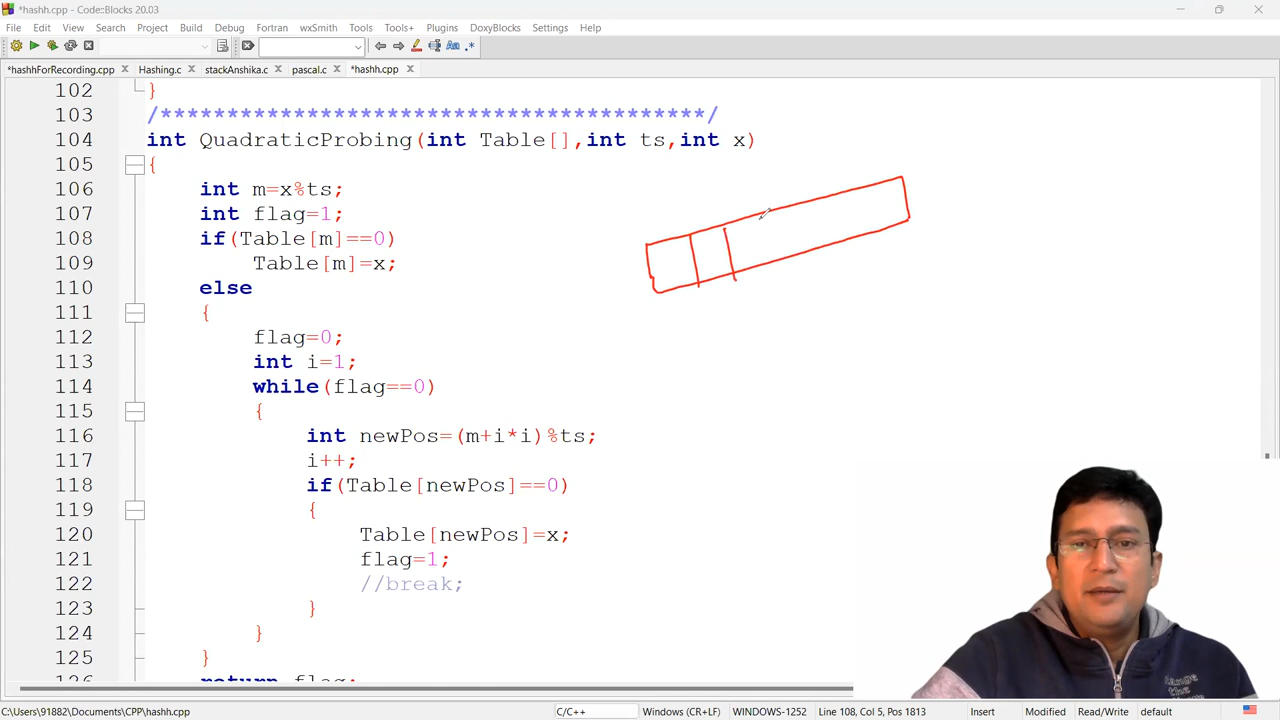 *hashh.cpp - Code::Blocks 20.03
File Edit View Search Project Build Debug Fortran wxSmith Tools Tools+ Plugins DoxyBlocks Settings Help
*hashhForRecording.cpp Hashing.c stackAnshika.c pascal.c *hashh.cpp
102 }
103 /*****************************************/
104 int QuadraticProbing(int Table[],int ts,int x)
105 {
106 int m=x%ts;
107 int flag=1;
108 if(Table[m]==0)
109 Table[m]=x;
110 else
111 {
112 flag=0;
113 int i=1;
114 while(flag==0)
115 {
116 int newPos=(m+i*i)%ts;
117 i++;
118 if(Table[newPos]==0)
119 {
120 Table[newPos]=x;
121 flag=1;
122 //break;
123 }
124 }
125 }
126 return flag;
C:\Users\91882\Documents\CPP\hashh.cpp C/C++ Windows (CR+LF) WINDOWS-1252 Line 108, Col 5, Pos 1813 Insert Modified Read/Write default